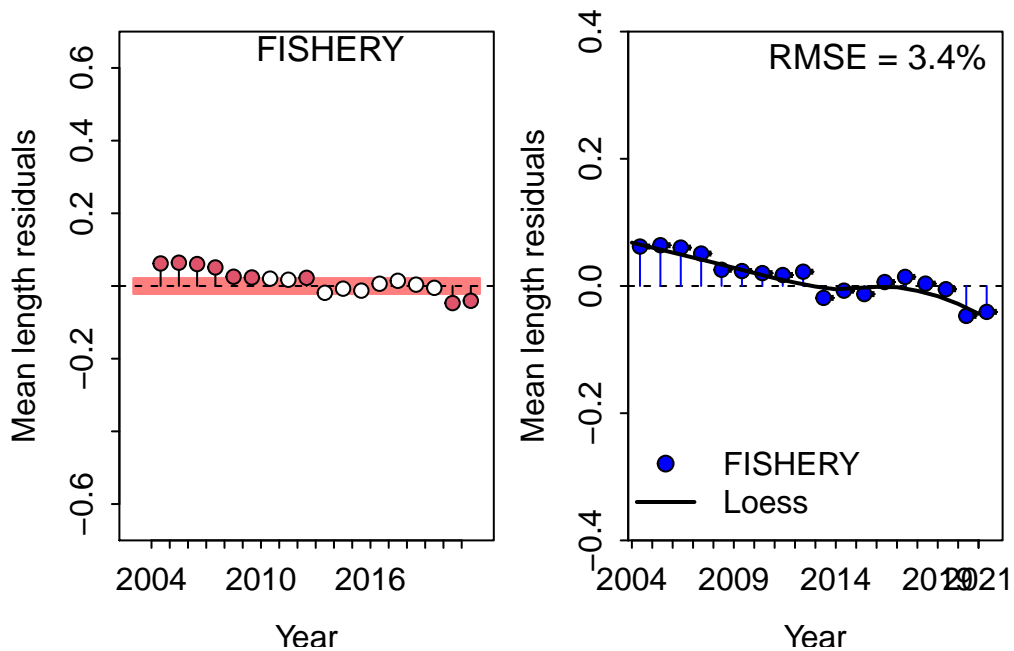 FISHERY
Mean length residuals
0.6
0.4
0.2
0.0
−0.2
−0.6
2004 2010 2016
Year
RMSE = 3.4%
Mean length residuals
0.4
0.2
0.0
−0.2
−0.4
FISHERY
Loess
2004 2009 2014 2019 2021
Year